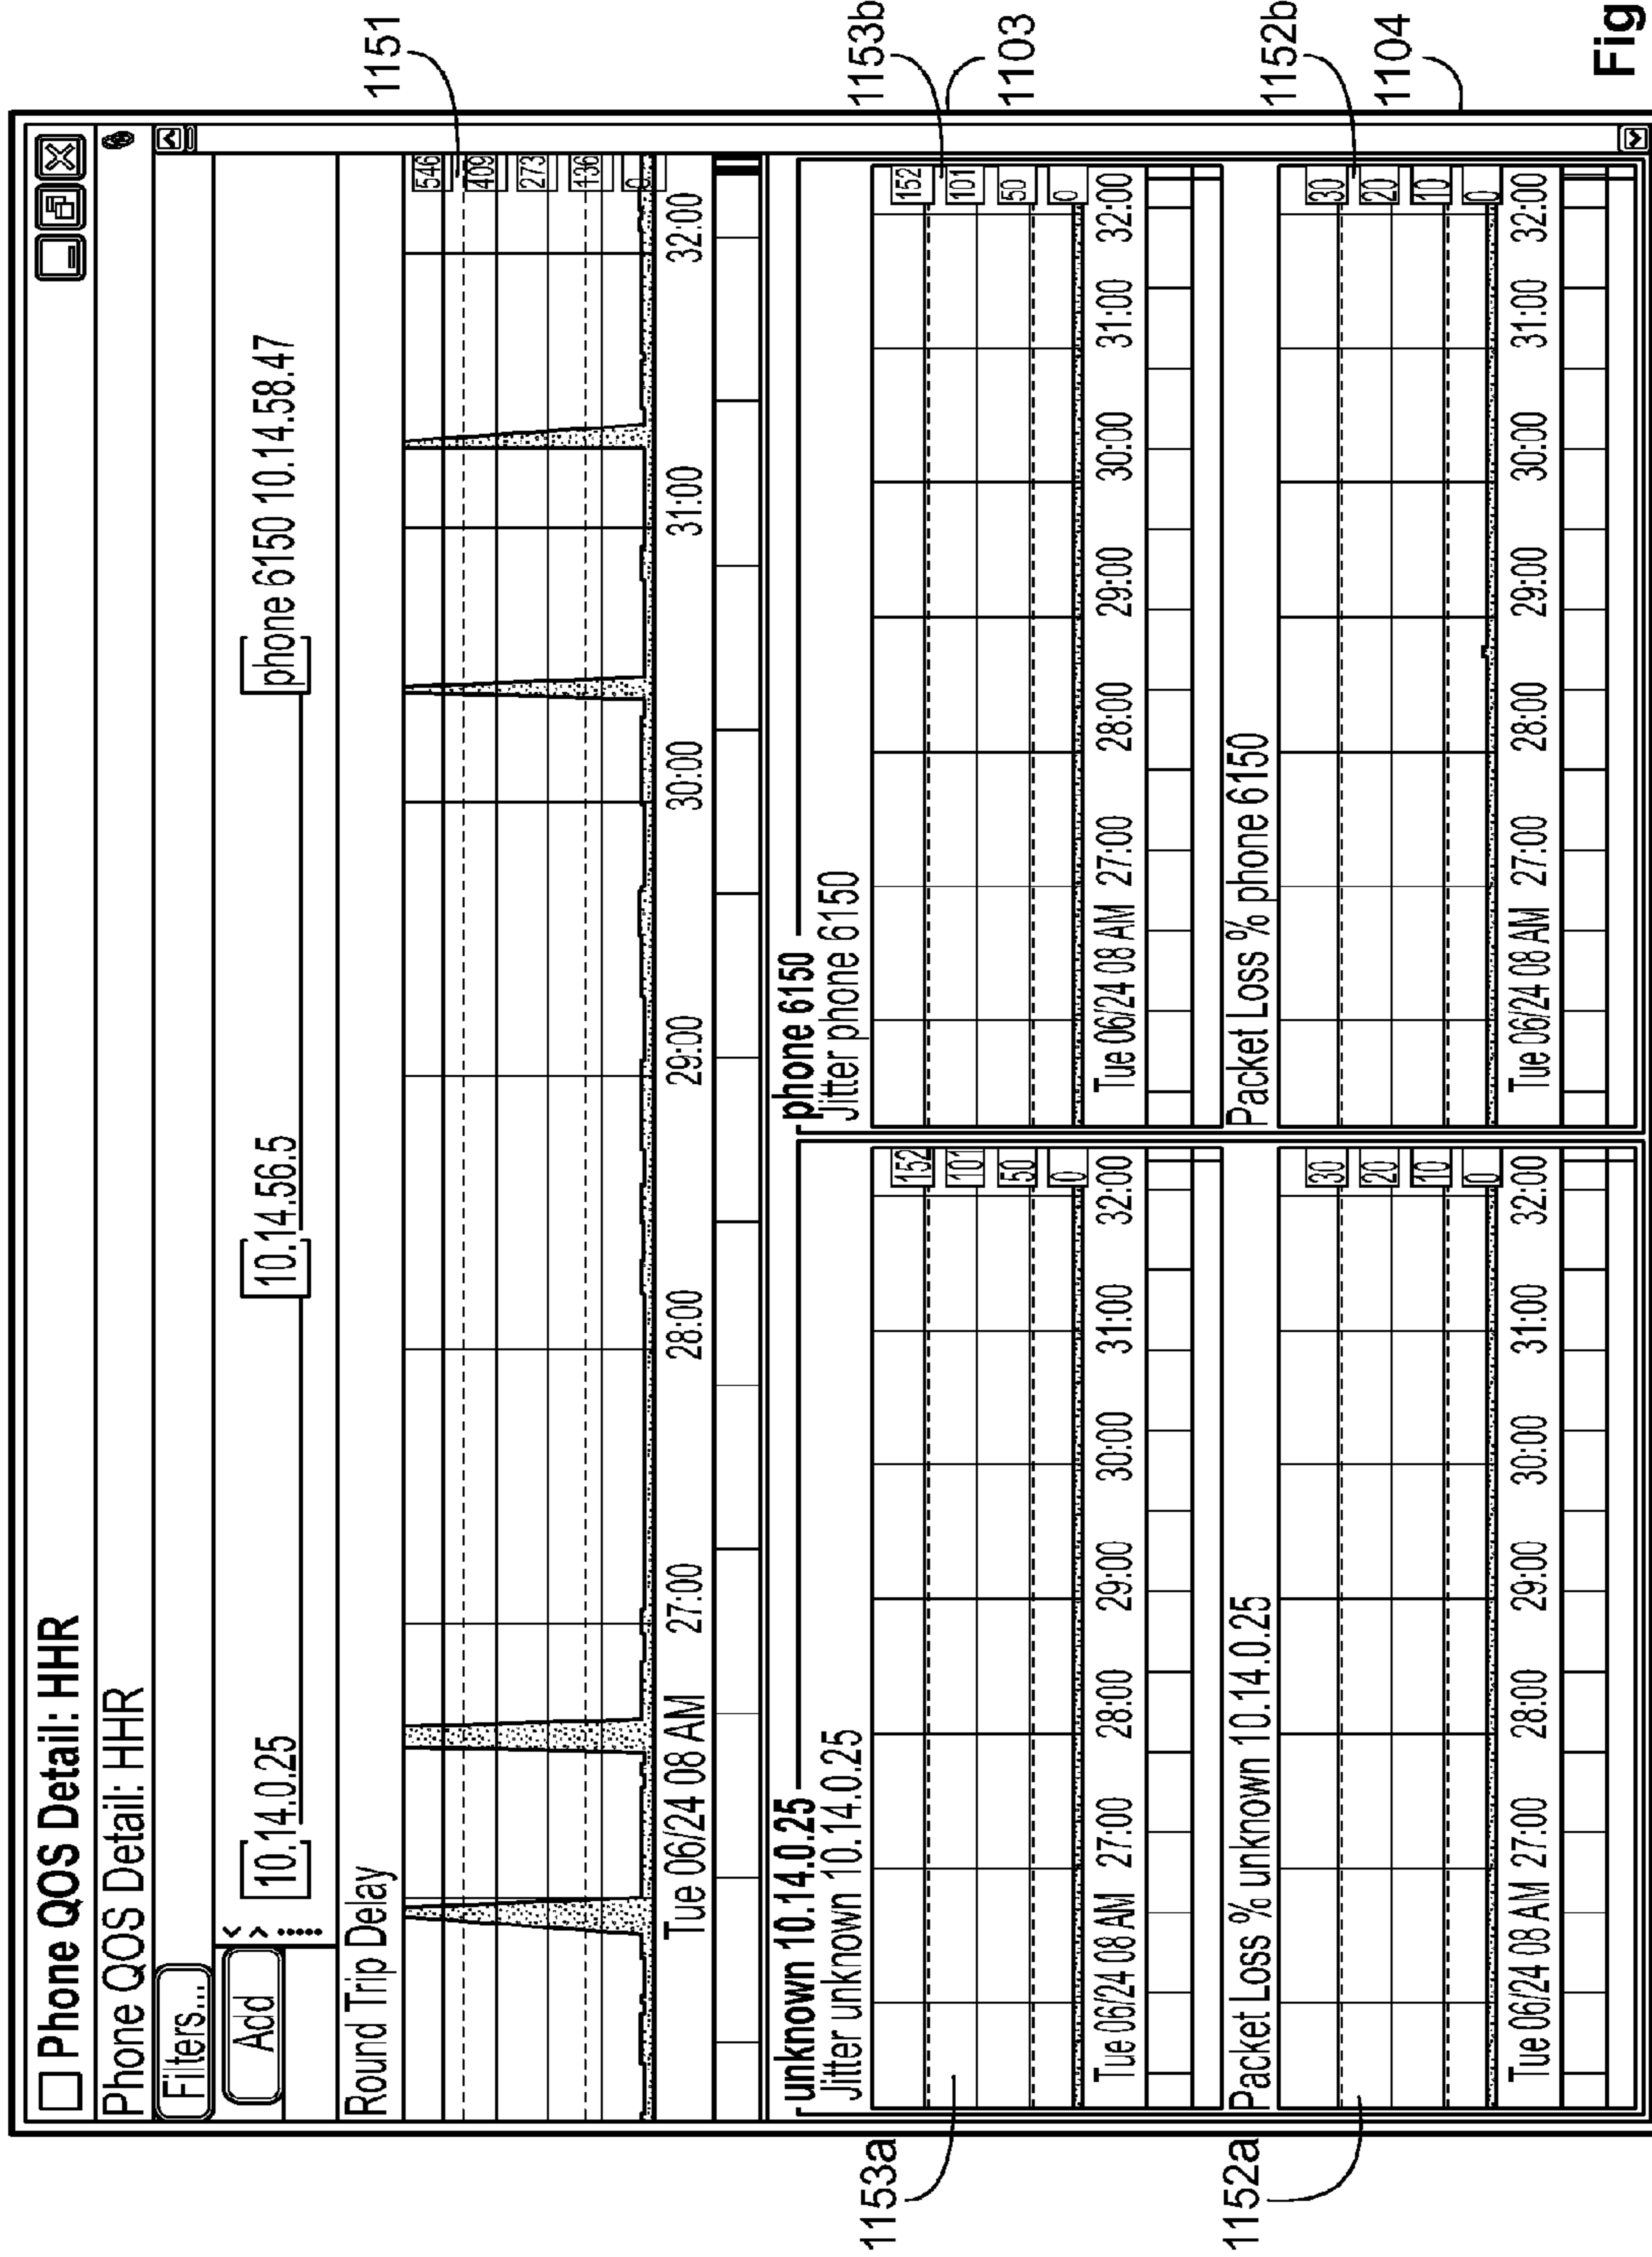 Phone QOS Detail: HHR
Phone QOS Detail: HHR
Filters...
Add
10.14.0.25
10.14.56.5
phone 6150 10.14.58.47
Round Trip Delay
546
409
273
136
0
1151
Tue 06/24 08 AM 27:00 28:00 29:00 30:00 31:00 32:00
unknown 10.14.0.25
Jitter unknown 10.14.0.25
152
101
50
0
1153a
Tue 06/24 08 AM 27:00 28:00 29:00 30:00 31:00 32:00
Packet Loss % unknown 10.14.0.25
30
20
10
0
1152a
Tue 06/24 08 AM 27:00 28:00 29:00 30:00 31:00 32:00
phone 6150
Jitter phone 6150
152
101
50
0
1153b
1103
Tue 06/24 08 AM 27:00 28:00 29:00 30:00 31:00 32:00
Packet Loss % phone 6150
30
20
10
0
1152b
1104
Tue 06/24 08 AM 27:00 28:00 29:00 30:00 31:00 32:00
Fig